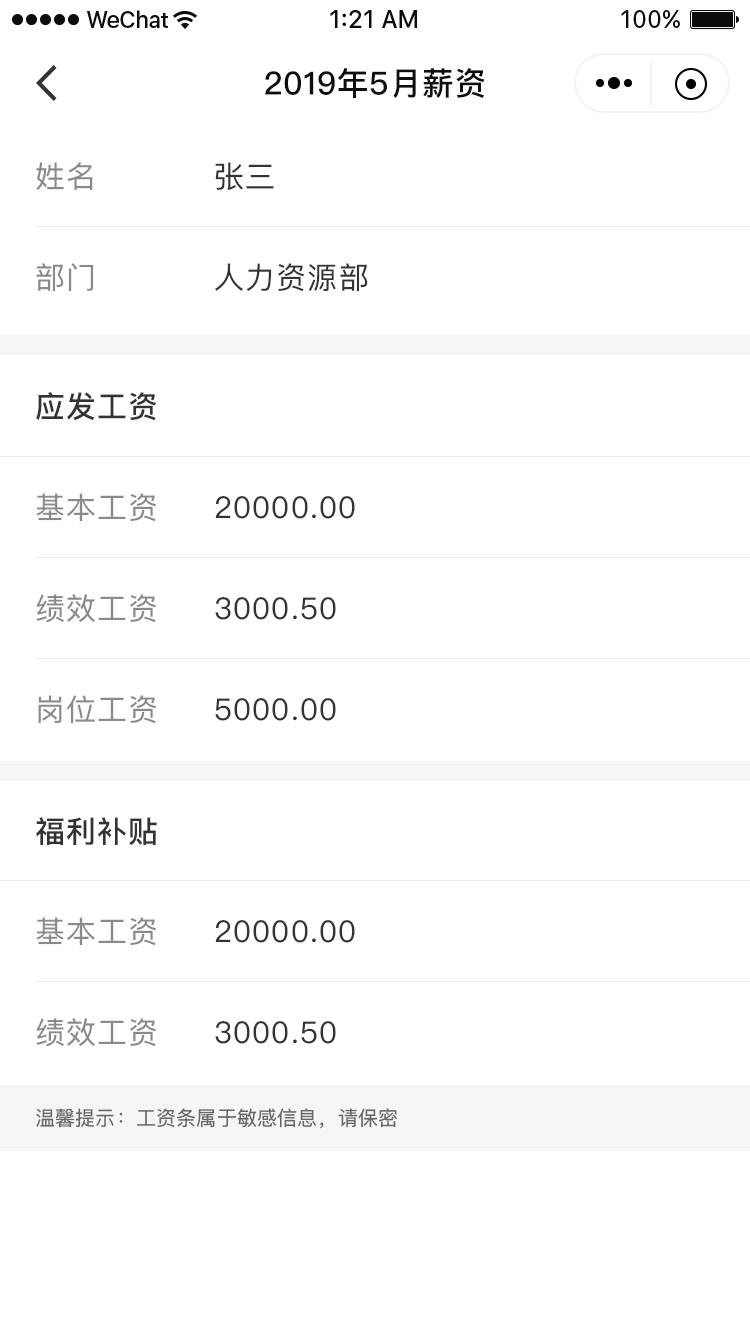 WeChat 1:21 AM 100%
2019年5月薪资
姓名 张三
部门 人力资源部
应发工资
基本工资 20000.00
绩效工资 3000.50
岗位工资 5000.00
福利补贴
基本工资 20000.00
绩效工资 3000.50
温馨提示：工资条属于敏感信息，请保密